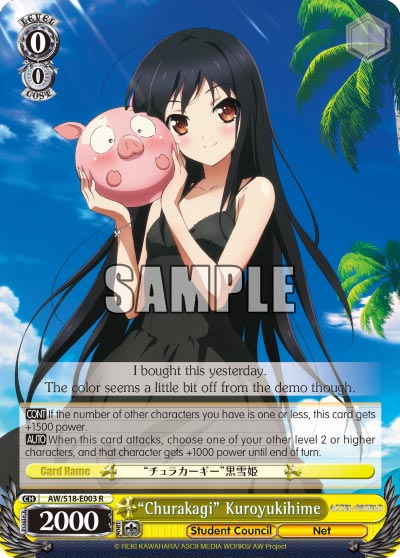 LEVEL
0
0
COST
SAMPLE
I bought this yesterday.
The color seems a little bit off from the demo though.
CONT If the number of other characters you have is one or less, this card gets
+1500 power.
AUTO When this card attacks, choose one of your other level 2 or higher
characters, and that character gets +1000 power until end of turn.
Card Name
“チュラカーギー”黒雪姫
CH AW/S18-E003 R
“Churakagi” Kuroyukihime
POWER
2000
SOUL
Student Council
Net
© REKI KAWAHARA/ ASCII MEDIA WORKS/ AW Project